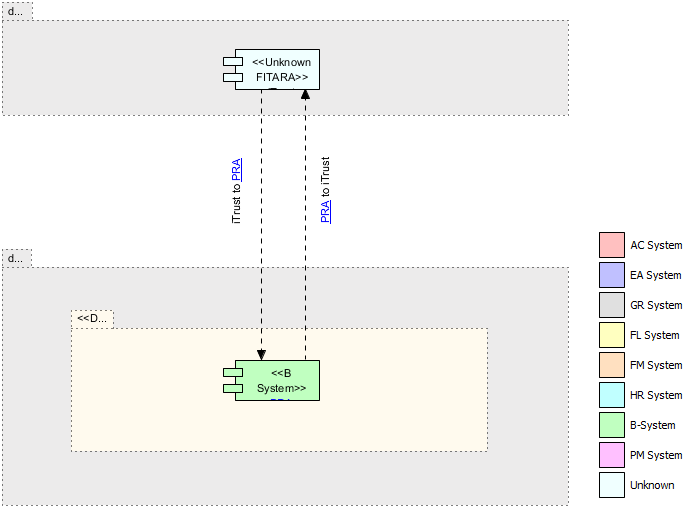 d...
<<Unknown
FITARA>>
iTrust to PRA
PRA to iTrust
d...
<<D...
<<B
System>>
AC System
EA System
GR System
FL System
FM System
HR System
B-System
PM System
Unknown